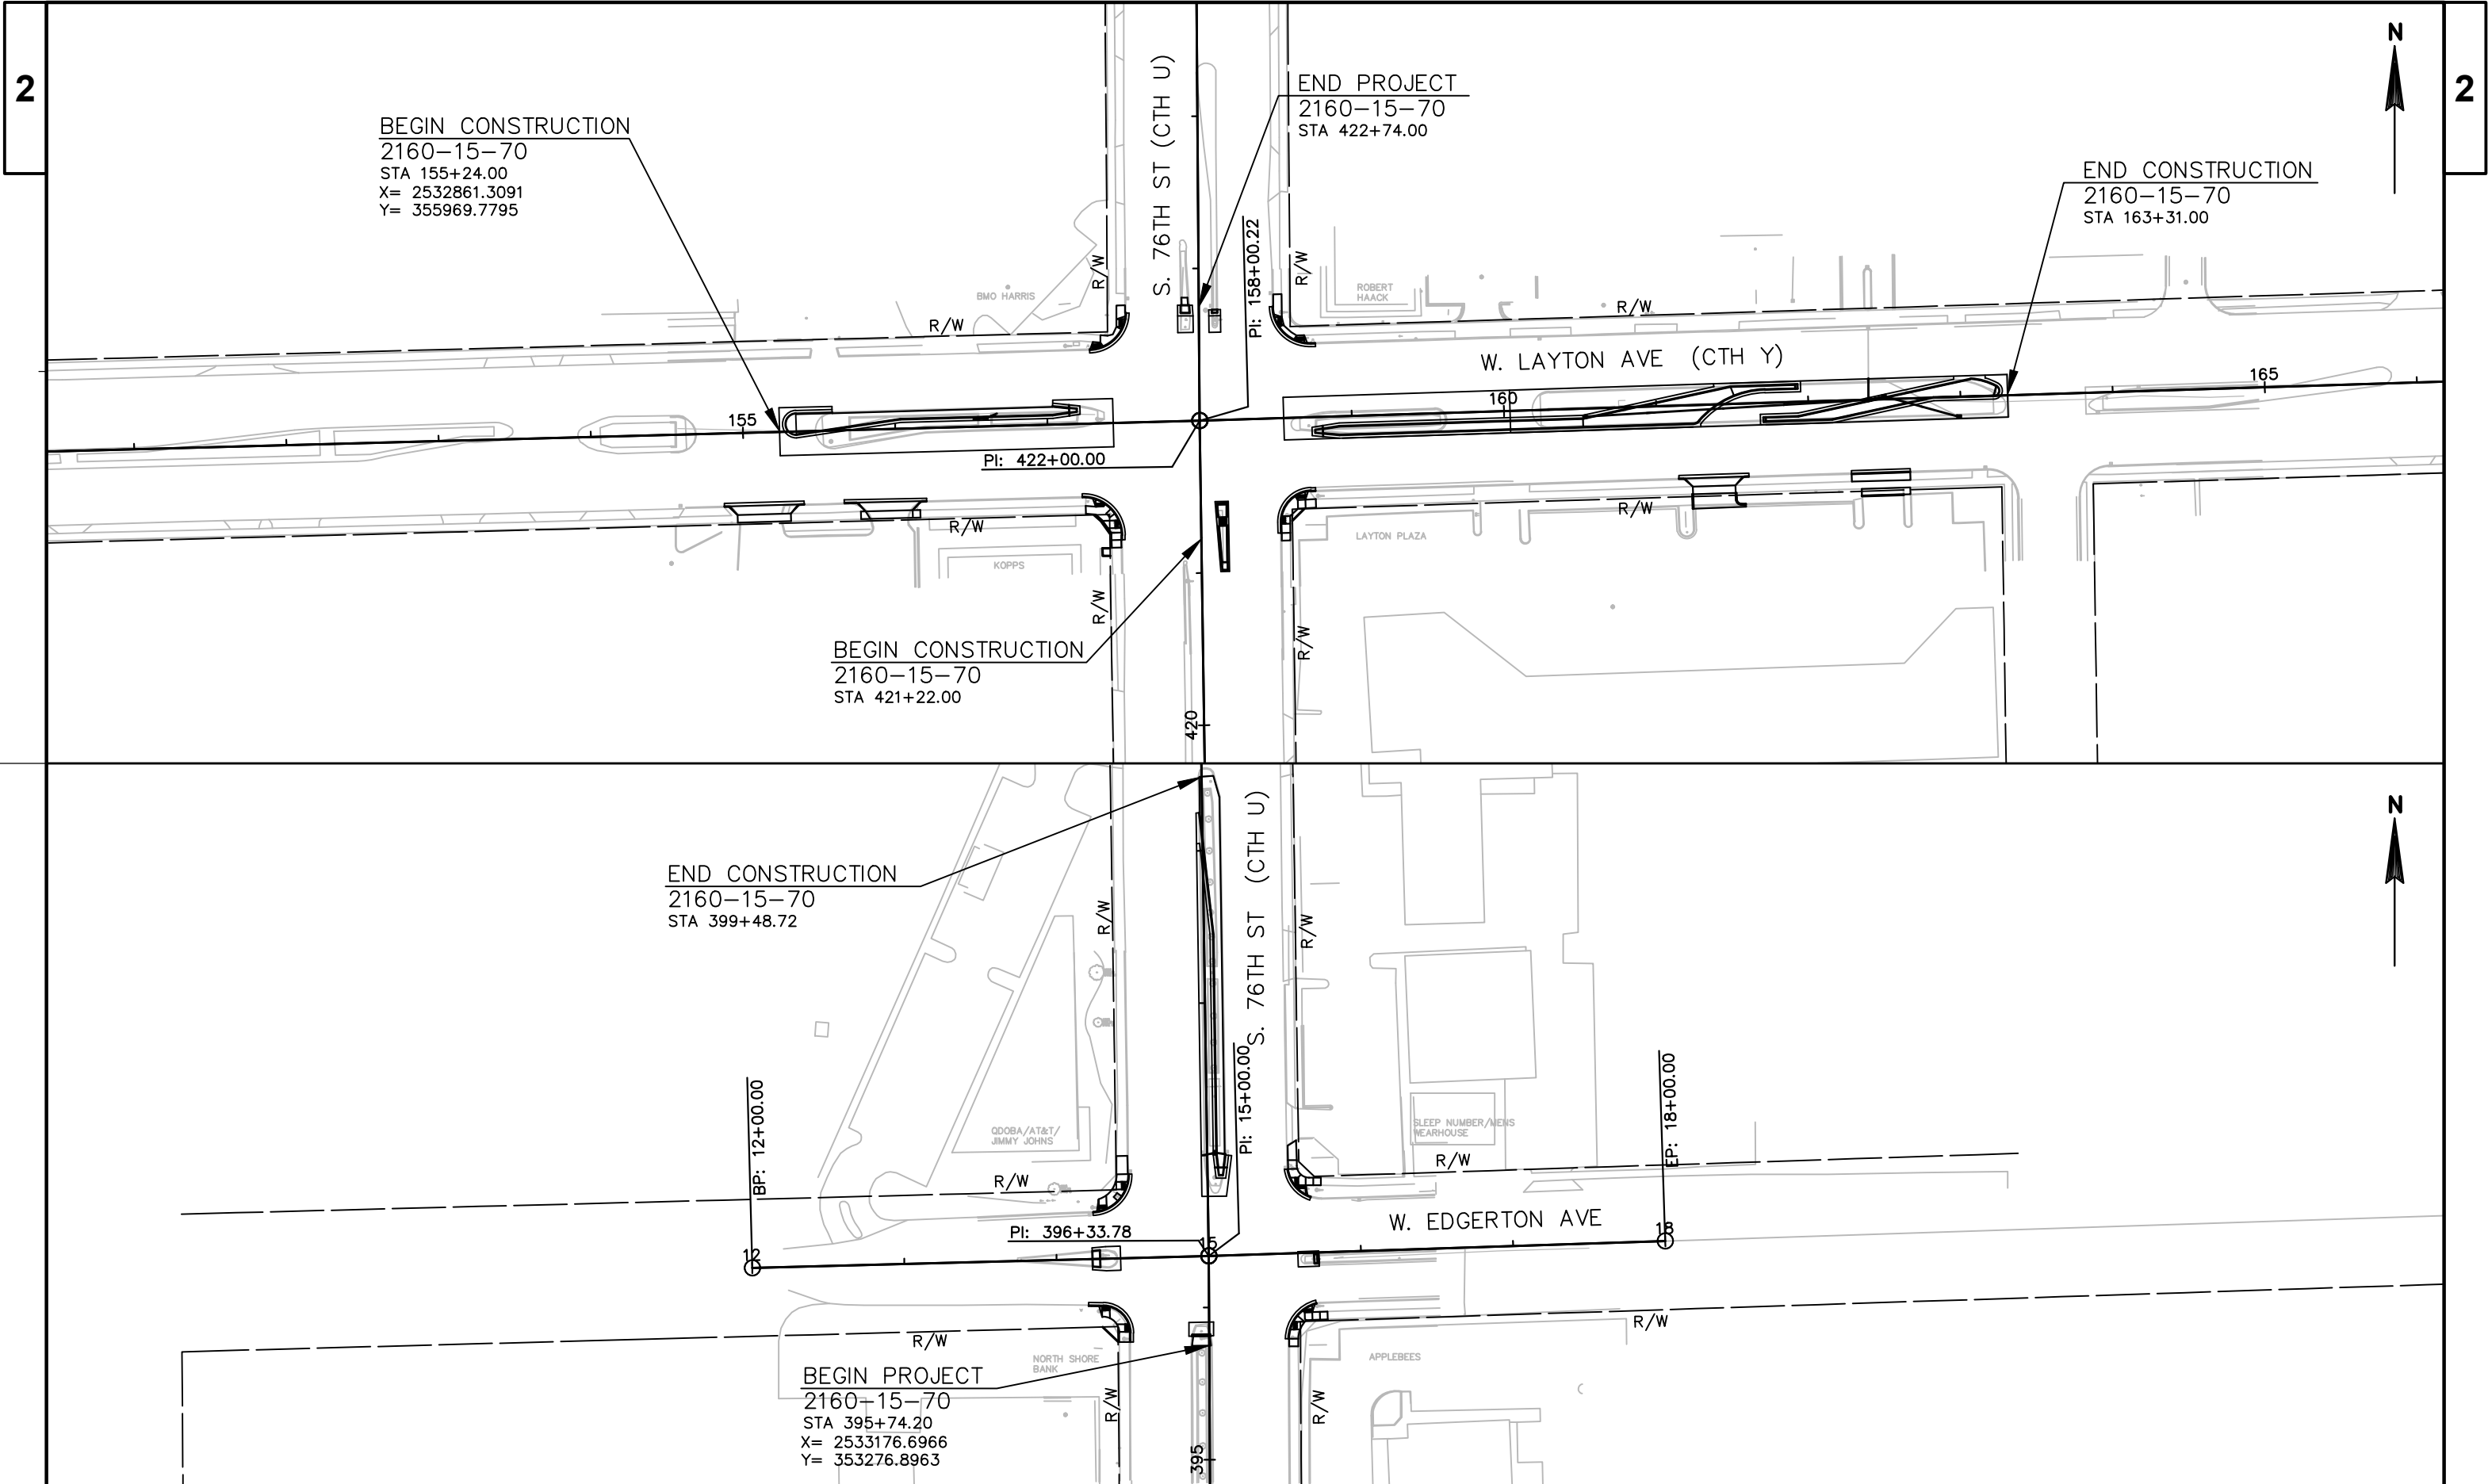 2
2
N
END PROJECT
2160-15-70
STA 422+74.00
BEGIN CONSTRUCTION
2160-15-70
STA 155+24.00
X= 2532861.3091
Y= 355969.7795
S. 76TH ST (CTH U)
END CONSTRUCTION
2160-15-70
STA 163+31.00
PI: 158+00.22
R/W
R/W
BMO HARRIS
ROBERT
HAACK
R/W
R/W
W. LAYTON AVE (CTH Y)
155
160
165
PI: 422+00.00
R/W
R/W
KOPPS
LAYTON PLAZA
R/W
R/W
BEGIN CONSTRUCTION
2160-15-70
STA 421+22.00
420
N
S. 76TH ST (CTH U)
END CONSTRUCTION
2160-15-70
STA 399+48.72
R/W
R/W
BP: 12+00.00
PI: 15+00.00
EP: 18+00.00
QDOBA/AT&T/
JIMMY JOHNS
SLEEP NUMBER/MENS
WEARHOUSE
R/W
R/W
PI: 396+33.78
W. EDGERTON AVE
12
15
18
R/W
R/W
NORTH SHORE
BANK
APPLEBEES
BEGIN PROJECT
2160-15-70
STA 395+74.20
X= 2533176.6966
Y= 353276.8963
R/W
R/W
395